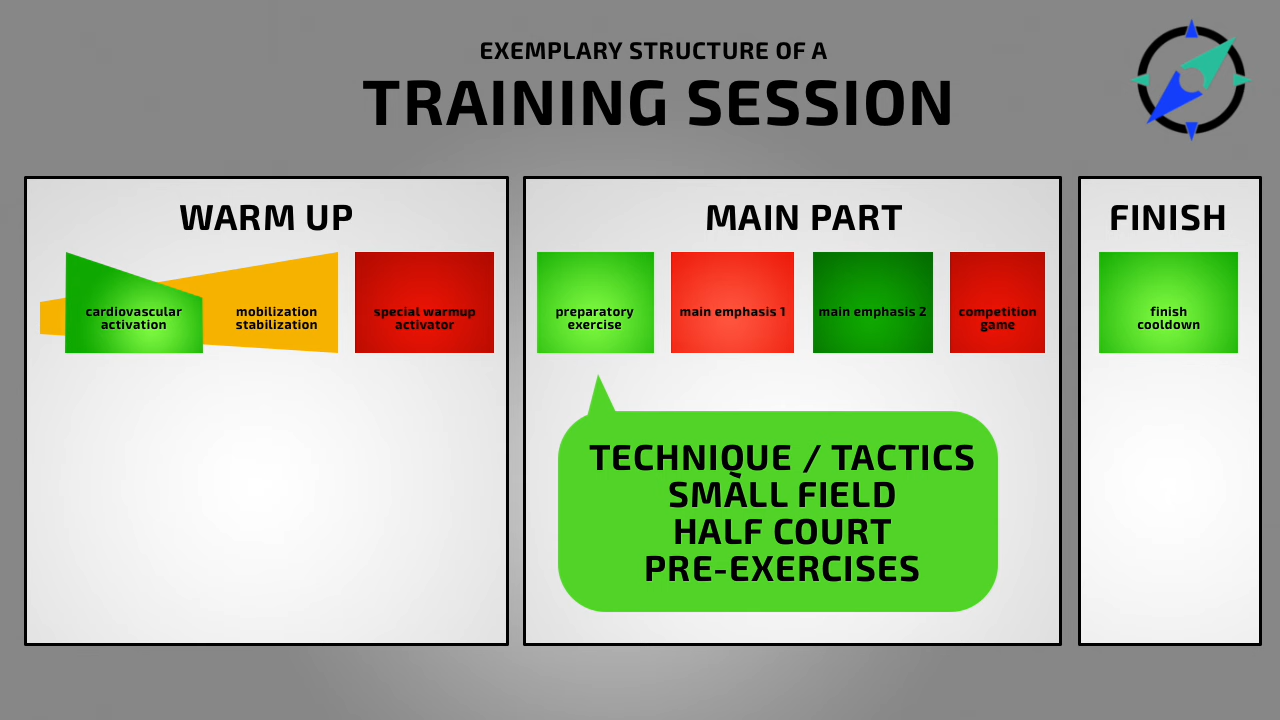 EXEMPLARY STRUCTURE OF A
TRAINING SESSION
WARM UP
cardiovascular
activation
mobilization
stabilization
special warmup
activator
MAIN PART
preparatory
exercise
main emphasis 1
main emphasis 2
competition
game
TECHNIQUE / TACTICS
SMALL FIELD
HALF COURT
PRE-EXERCISES
FINISH
finish
cooldown